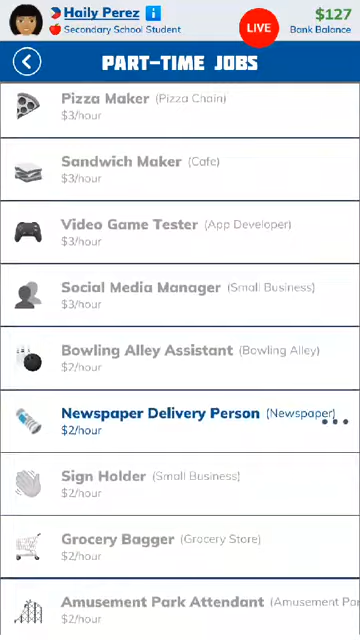 Haily Perez i
Secondary School Student
LIVE
$127
Bank Balance
PART-TIME JOBS
Pizza Maker (Pizza Chain)
$3/hour
Sandwich Maker (Cafe)
$3/hour
Video Game Tester (App Developer)
$3/hour
Social Media Manager (Small Business)
$3/hour
Bowling Alley Assistant (Bowling Alley)
$2/hour
Newspaper Delivery Person (Newspaper)
$2/hour
Sign Holder (Small Business)
$2/hour
Grocery Bagger (Grocery Store)
$2/hour
Amusement Park Attendant (Amusement Par
$2/hour